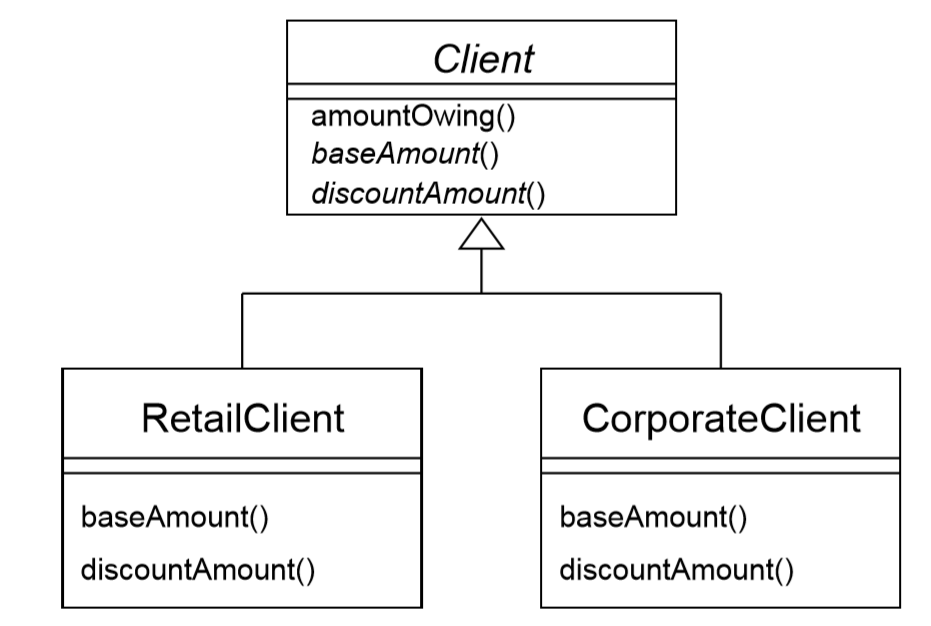 Client
amountOwing()
baseAmount()
discountAmount()
RetailClient
baseAmount()
discountAmount()
CorporateClient
baseAmount()
discountAmount()